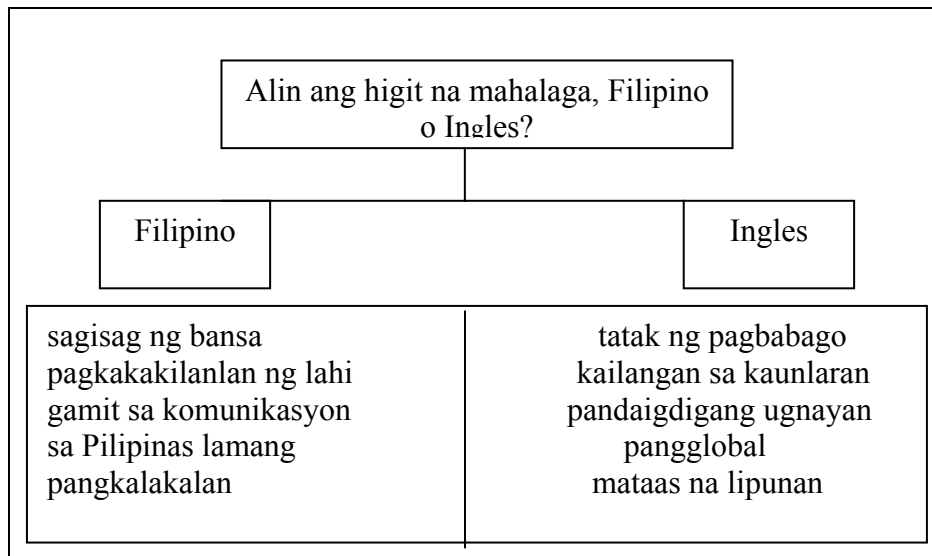 Alin ang higit na mahalaga, Filipino
o Ingles?
Filipino
Ingles
sagisag ng bansa
pagkakakilanlan ng lahi
gamit sa komunikasyon
sa Pilipinas lamang
pangkalakalan
tatak ng pagbabago
kailangan sa kaunlaran
pandaigdigang ugnayan
pangglobal
mataas na lipunan